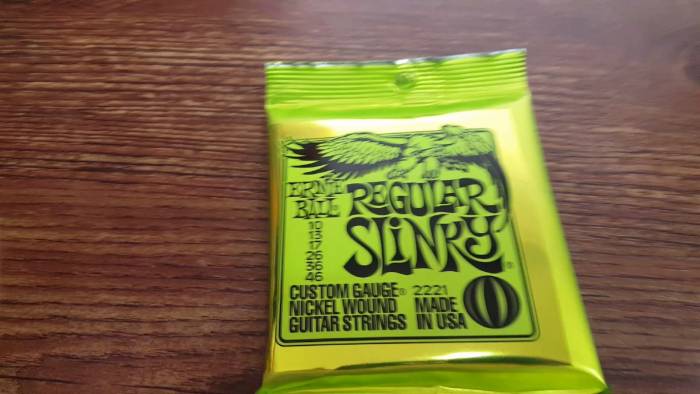 ERNIE
BALL®
REGULAR
SLINKY®
10
13
17
26
36
46
CUSTOM GAUGE®
NICKEL WOUND
GUITAR STRINGS
2221
MADE
IN USA